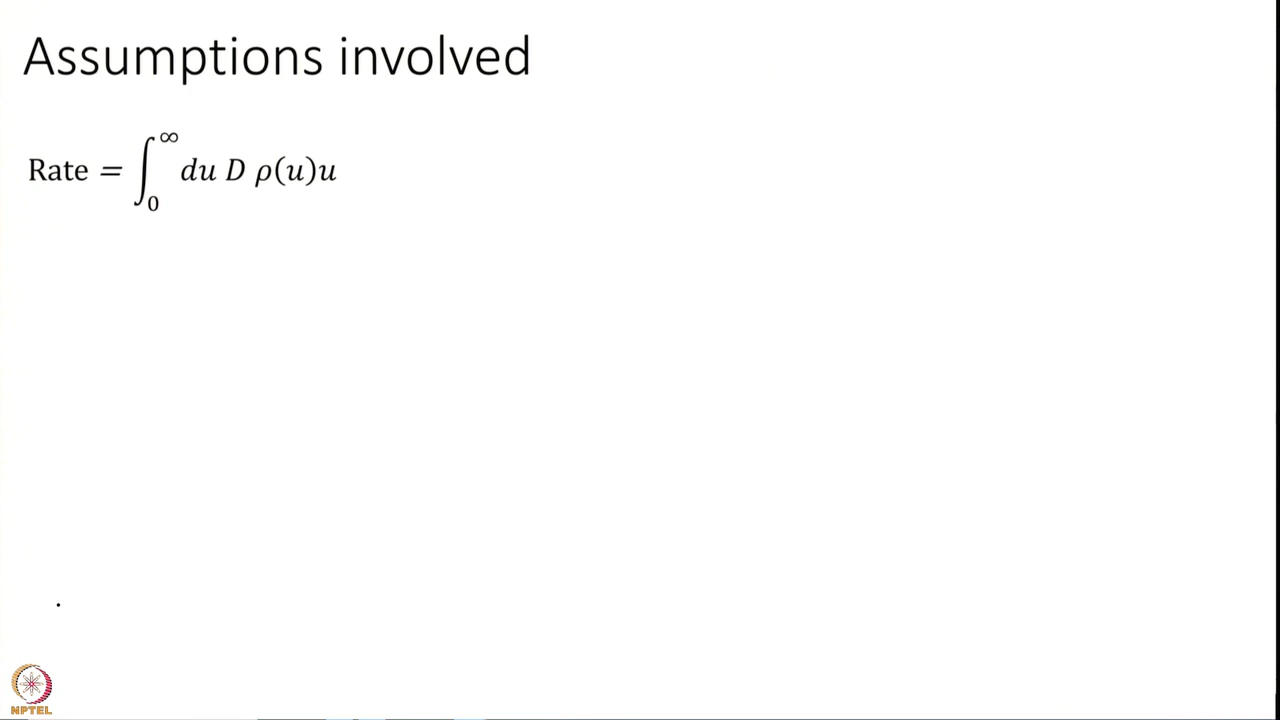 Assumptions involved
Rate = ∫₀^∞ du D ρ(u)u
.
NPTEL